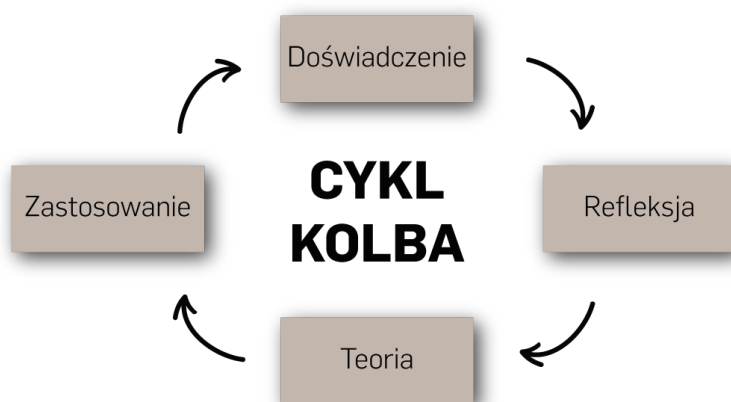 Doświadczenie
Zastosowanie
CYKL
KOLBA
Refleksja
Teoria